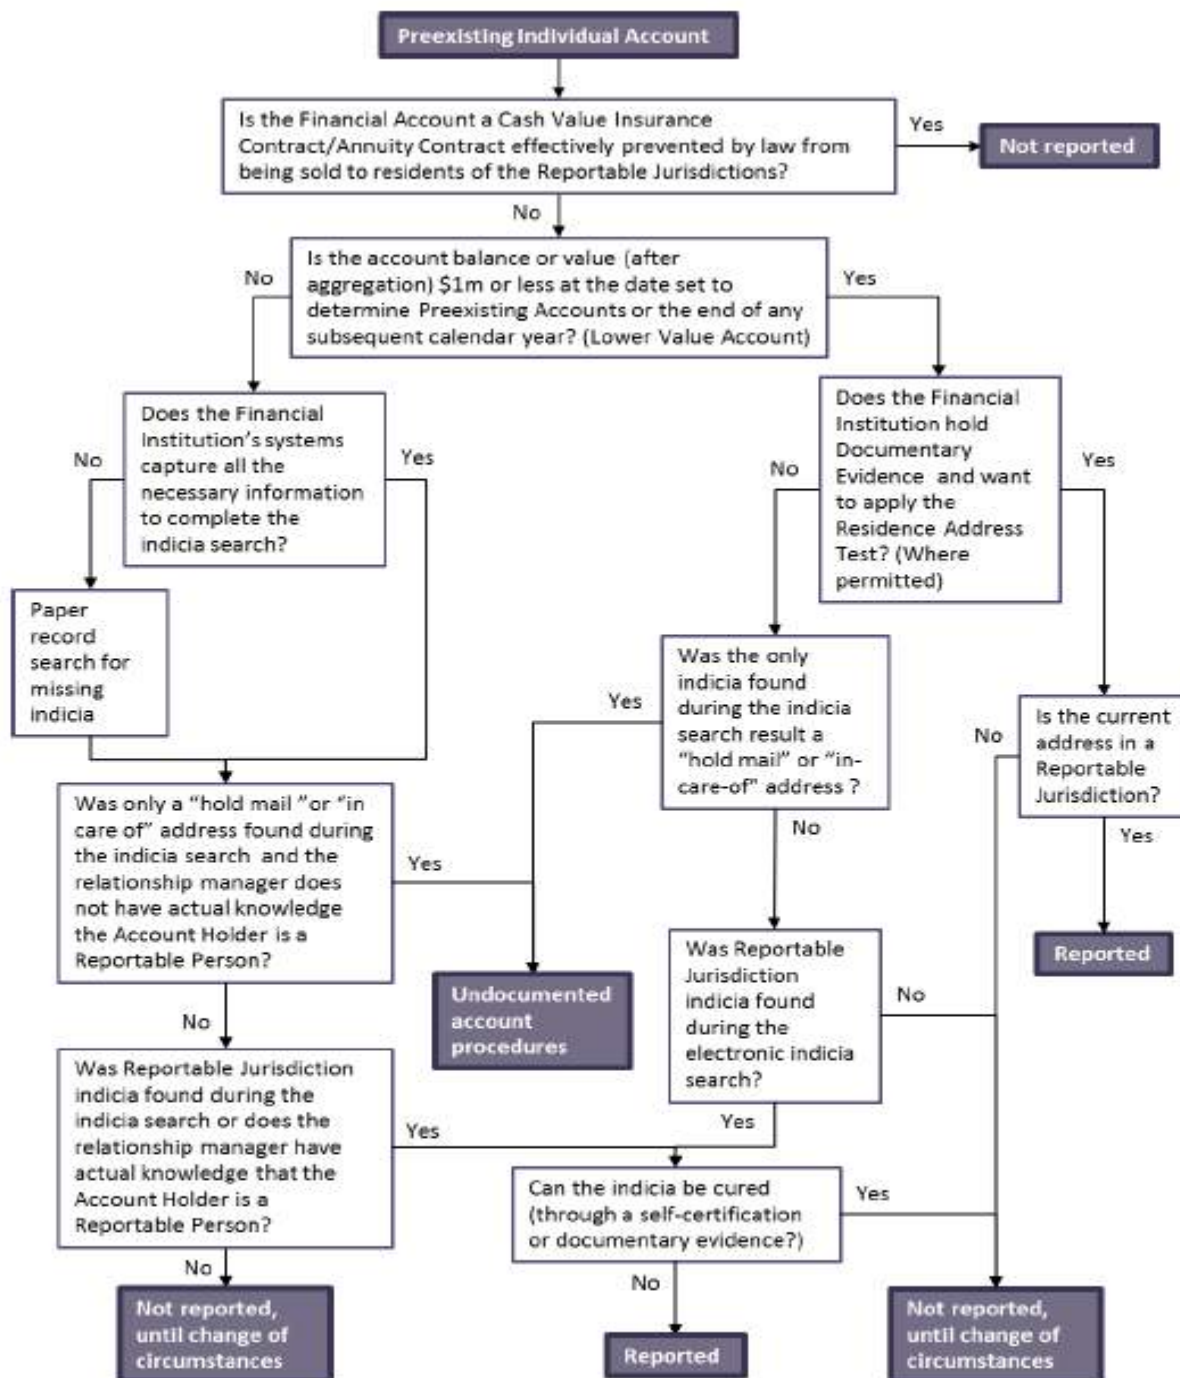 Preexisting Individual Account
Is the Financial Account a Cash Value Insurance
Contract/Annuity Contract effectively prevented by law from
being sold to residents of the Reportable Jurisdictions?
Yes
Not reported
No
Is the account balance or value (after
aggregation) $1m or less at the date set to
determine Preexisting Accounts or the end of any
subsequent calendar year? (Lower Value Account)
No
Yes
Does the Financial
Institution's systems
capture all the
necessary information
to complete the
indicia search?
No
Yes
Does the Financial
Institution hold
Documentary
Evidence and want
to apply the
Residence Address
Test? (Where
permitted)
No
Yes
Paper
record
search for
missing
indicia
Was the only
indicia found
during the indicia
search result a
"hold mail" or "in-
care-of" address ?
Yes
No
Is the current
address in a
Reportable
Jurisdiction?
No
Yes
Reported
Was only a "hold mail "or "in
care of" address found during
the indicia search and the
relationship manager does
not have actual knowledge
the Account Holder is a
Reportable Person?
Yes
No
Undocumented
account
procedures
Was Reportable
Jurisdiction
indicia found
during the
electronic indicia
search?
No
Yes
Was Reportable Jurisdiction
indicia found during the
indicia search or does the
relationship manager have
actual knowledge that the
Account Holder is a
Reportable Person?
Yes
No
Can the indicia be cured
(through a self-certification
or documentary evidence?)
Yes
No
Not reported,
until change of
circumstances
Reported
Not reported,
until change of
circumstances